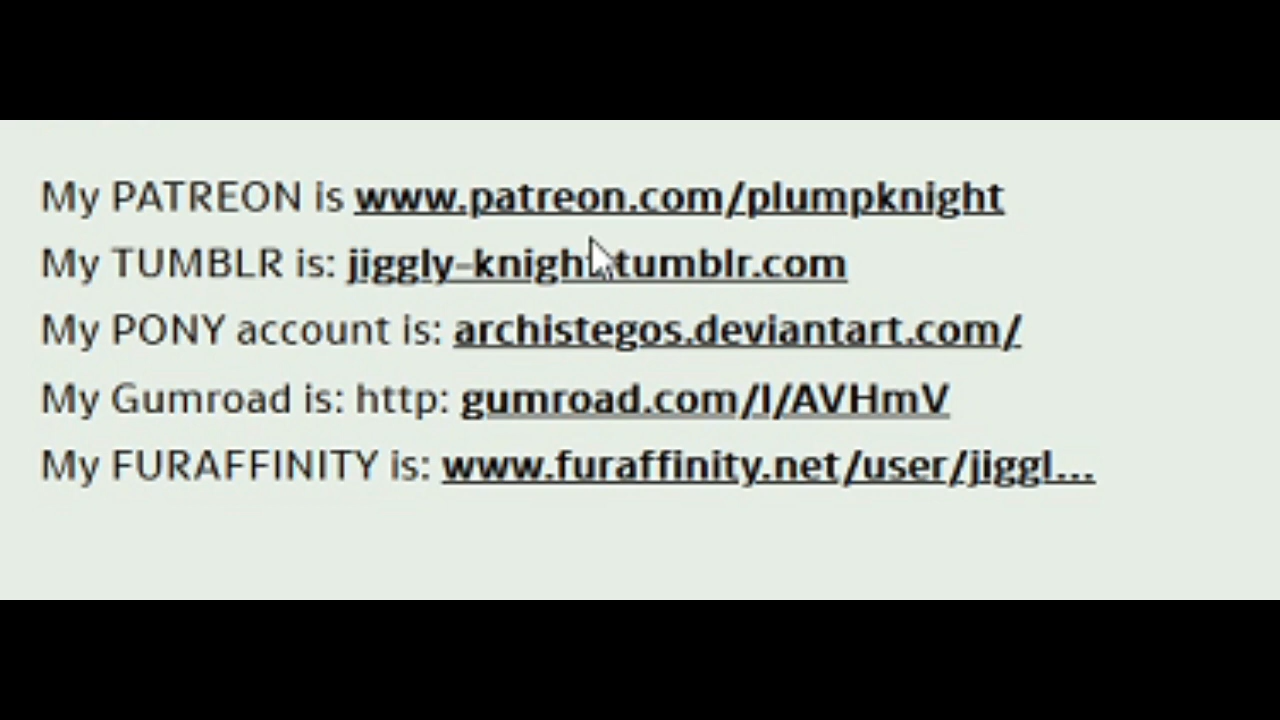 My PATREON is www.patreon.com/plumpknight
My TUMBLR is: jiggly-knight.tumblr.com
My PONY account is: archistegos.deviantart.com/
My Gumroad is: http: gumroad.com/l/AVHmV
My FURAFFINITY is: www.furaffinity.net/user/jiggl...